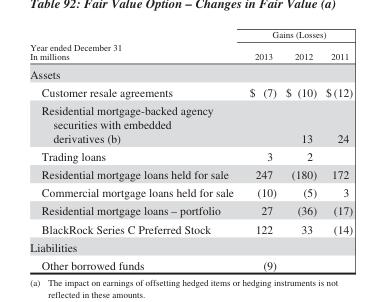 Table 92: Fair Value Option – Changes in Fair Value (a)
Gains (Losses)
Year ended December 31
In millions 2013 2012 2011
Assets
Customer resale agreements $ (7) $ (10) $ (12)
Residential mortgage-backed agency
securities with embedded
derivatives (b) 13 24
Trading loans 3 2
Residential mortgage loans held for sale 247 (180) 172
Commercial mortgage loans held for sale (10) (5) 3
Residential mortgage loans – portfolio 27 (36) (17)
BlackRock Series C Preferred Stock 122 33 (14)
Liabilities
Other borrowed funds (9)
(a) The impact on earnings of offsetting hedged items or hedging instruments is not
reflected in these amounts.